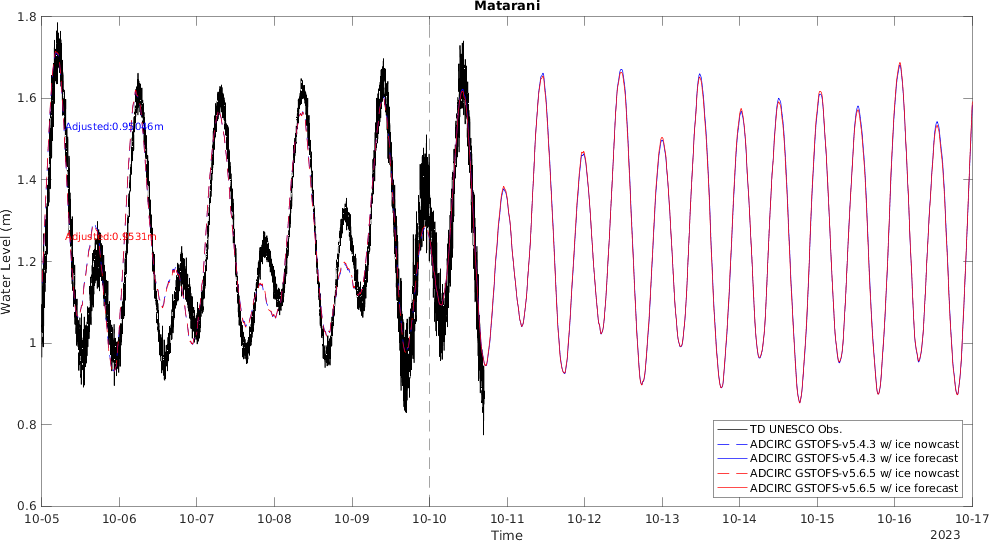 Matarani
1.8
1.6
1.4
1.2
1
0.8
0.6
Water Level (m)
Adjusted:0.95046m
Adjusted:0.9531m
TD UNESCO Obs.
ADCIRC GSTOFS-v5.4.3 w/ ice nowcast
ADCIRC GSTOFS-v5.4.3 w/ ice forecast
ADCIRC GSTOFS-v5.6.5 w/ ice nowcast
ADCIRC GSTOFS-v5.6.5 w/ ice forecast
10-05 10-06 10-07 10-08 10-09 10-10 10-11 10-12 10-13 10-14 10-15 10-16 10-17
Time
2023